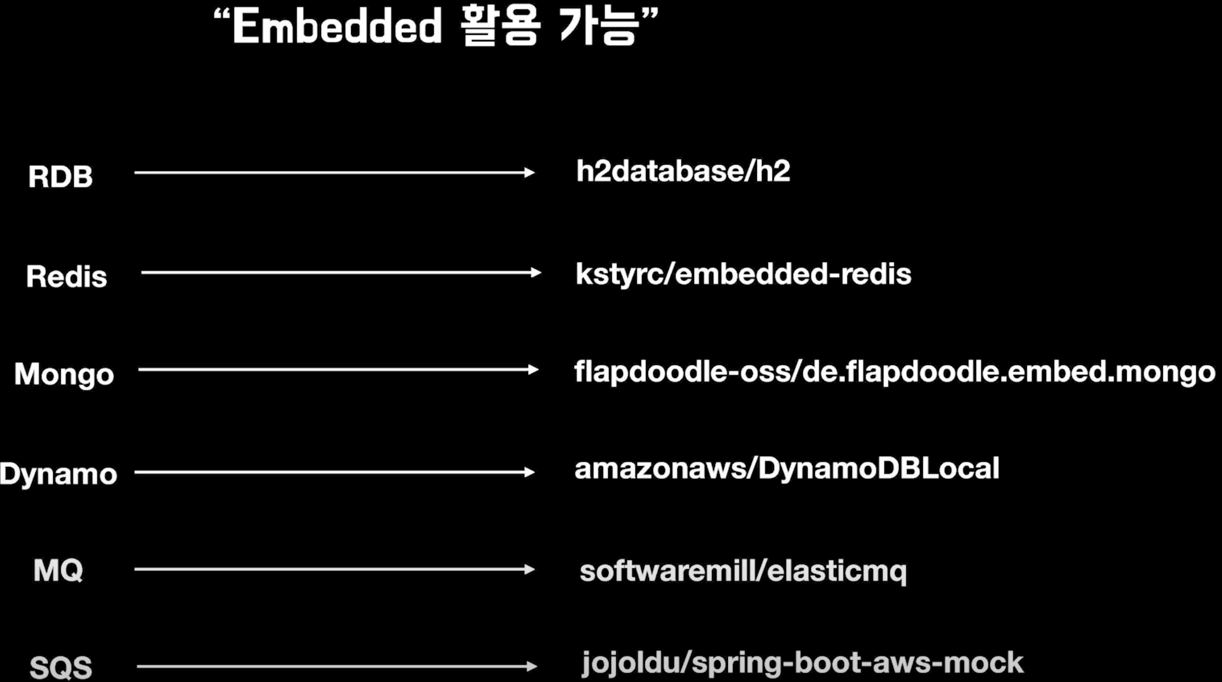 “Embedded 활용 가능”
RDB h2database/h2
Redis kstyrc/embedded-redis
Mongo flapdoodle-oss/de.flapdoodle.embed.mongo
Dynamo amazonaws/DynamoDBLocal
MQ softwaremill/elasticmq
SQS jojoldu/spring-boot-aws-mock